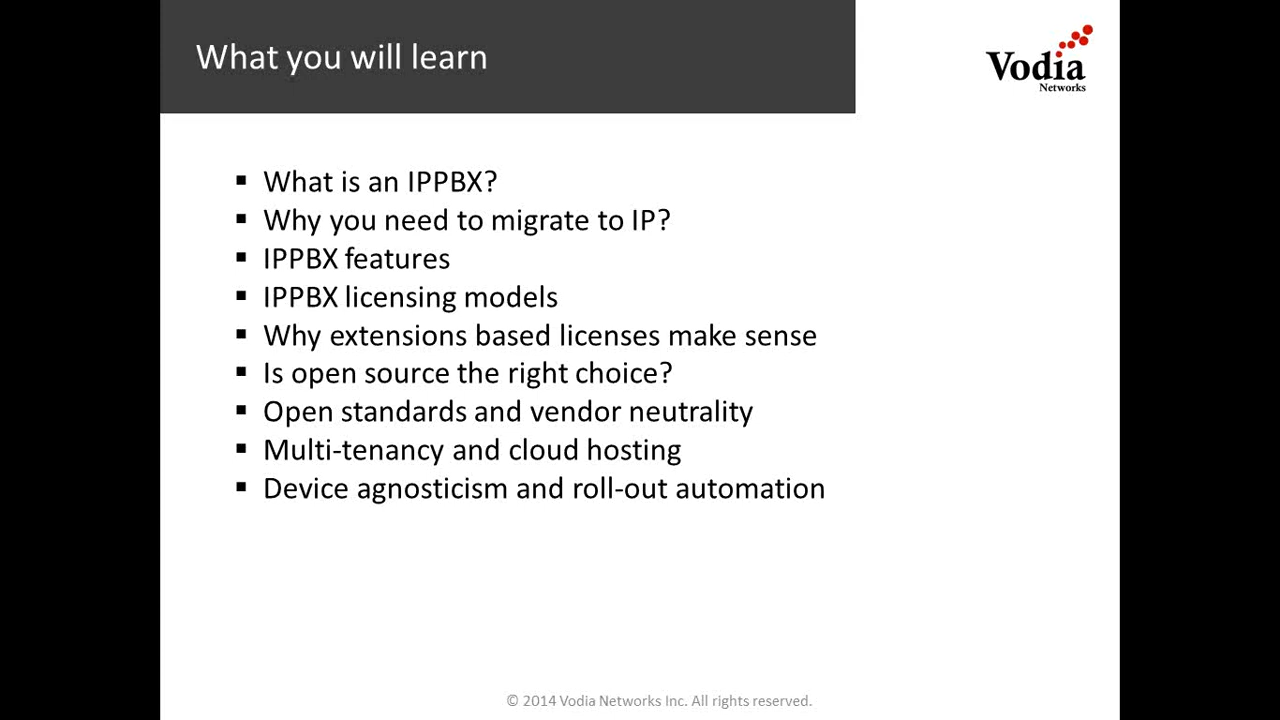 What you will learn
Vodia
Networks
▪ What is an IPPBX?
▪ Why you need to migrate to IP?
▪ IPPBX features
▪ IPPBX licensing models
▪ Why extensions based licenses make sense
▪ Is open source the right choice?
▪ Open standards and vendor neutrality
▪ Multi-tenancy and cloud hosting
▪ Device agnosticism and roll-out automation
© 2014 Vodia Networks Inc. All rights reserved.